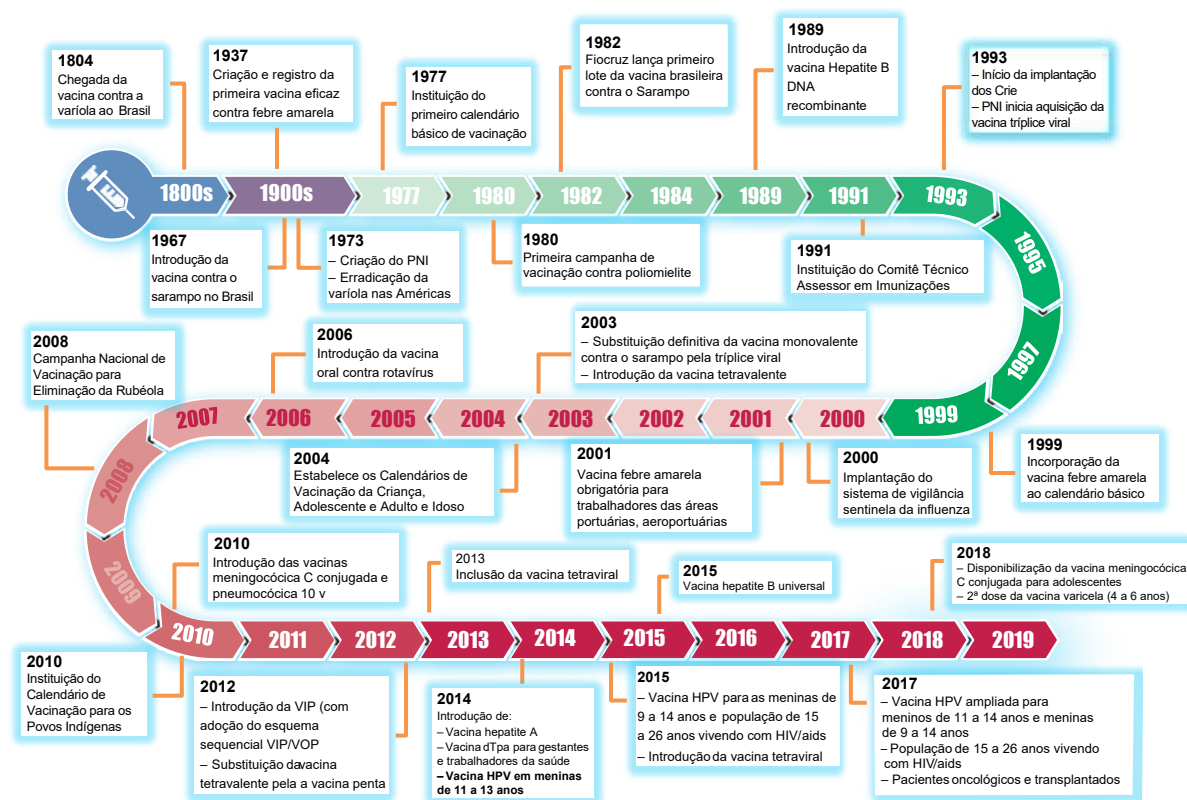 1804
Chegada da
vacina contra a
varíola ao Brasil
1937
Criação e registro da
primeira vacina eficaz
contra febre amarela
1977
Instituição do
primeiro calendário
básico de vacinação
1982
Fiocruz lança primeiro
lote da vacina brasileira
contra o Sarampo
1989
Introdução da
vacina Hepatite B
DNA
recombinante
1993
– Início da implantação
dos Crie
– PNI inicia aquisição da
vacina tríplice viral
1800s
1900s
1977
1980
1982
1984
1989
1991
1993
1995
1997
1999
1967
Introdução da
vacina contra o
sarampo no Brasil
1973
– Criação do PNI
– Erradicação da
varíola nas Américas
1980
Primeira campanha de
vacinação contra poliomielite
1991
Instituição do Comitê Técnico
Assessor em Imunizações
2008
Campanha Nacional de
Vacinação para
Eliminação da Rubéola
2006
Introdução da vacina
oral contra rotavírus
2003
– Substituição definitiva da vacina monovalente
contra o sarampo pela tríplice viral
– Introdução da vacina tetravalente
2007
2006
2005
2004
2003
2002
2001
2000
2008
2009
2004
Estabelece os Calendários de
Vacinação da Criança,
Adolescente e Adulto e Idoso
2001
Vacina febre amarela
obrigatória para
trabalhadores das áreas
portuárias, aeroportuárias
2000
Implantação do
sistema de vigilância
sentinela da influenza
1999
Incorporação da
vacina febre amarela
ao calendário básico
2010
Introdução das vacinas
meningocócica C conjugada e
pneumocócica 10 v
2013
Inclusão da vacina tetraviral
2015
Vacina hepatite B universal
2018
– Disponibilização da vacina meningocócica
C conjugada para adolescentes
– 2ª dose da vacina varicela (4 a 6 anos)
2010
2011
2012
2013
2014
2015
2016
2017
2018
2019
2010
Instituição do
Calendário de
Vacinação para os
Povos Indígenas
2012
– Introdução da VIP (com
adoção do esquema
sequencial VIP/VOP
– Substituição davacina
tetravalente pela a vacina penta
2014
Introdução de:
– Vacina hepatite A
– Vacina dTpa para gestantes
e trabalhadores da saúde
– Vacina HPV em meninas
de 11 a 13 anos
2015
– Vacina HPV para as meninas de
9 a 14 anos e população de 15
a 26 anos vivendo com HIV/aids
– Introdução da vacina tetraviral
2017
– Vacina HPV ampliada para
meninos de 11 a 14 anos e meninas
de 9 a 14 anos
– População de 15 a 26 anos vivendo
com HIV/aids
– Pacientes oncológicos e transplantados